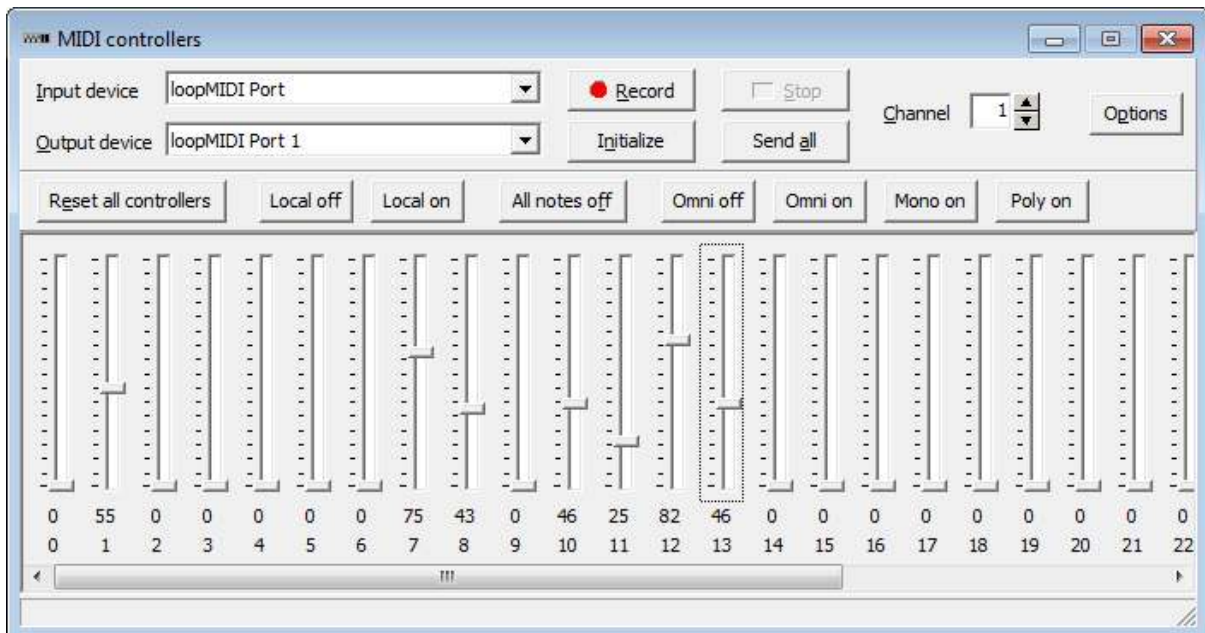 MIDI controllers
Input device loopMIDI Port Record Stop
Channel 1 Options
Output device loopMIDI Port 1 Initialize Send all
Reset all controllers Local off Local on All notes off Omni off Omni on Mono on Poly on
0 55 0 0 0 0 0 75 43 0 46 25 82 46 0 0 0 0 0 0 0 0 0
0 1 2 3 4 5 6 7 8 9 10 11 12 13 14 15 16 17 18 19 20 21 22